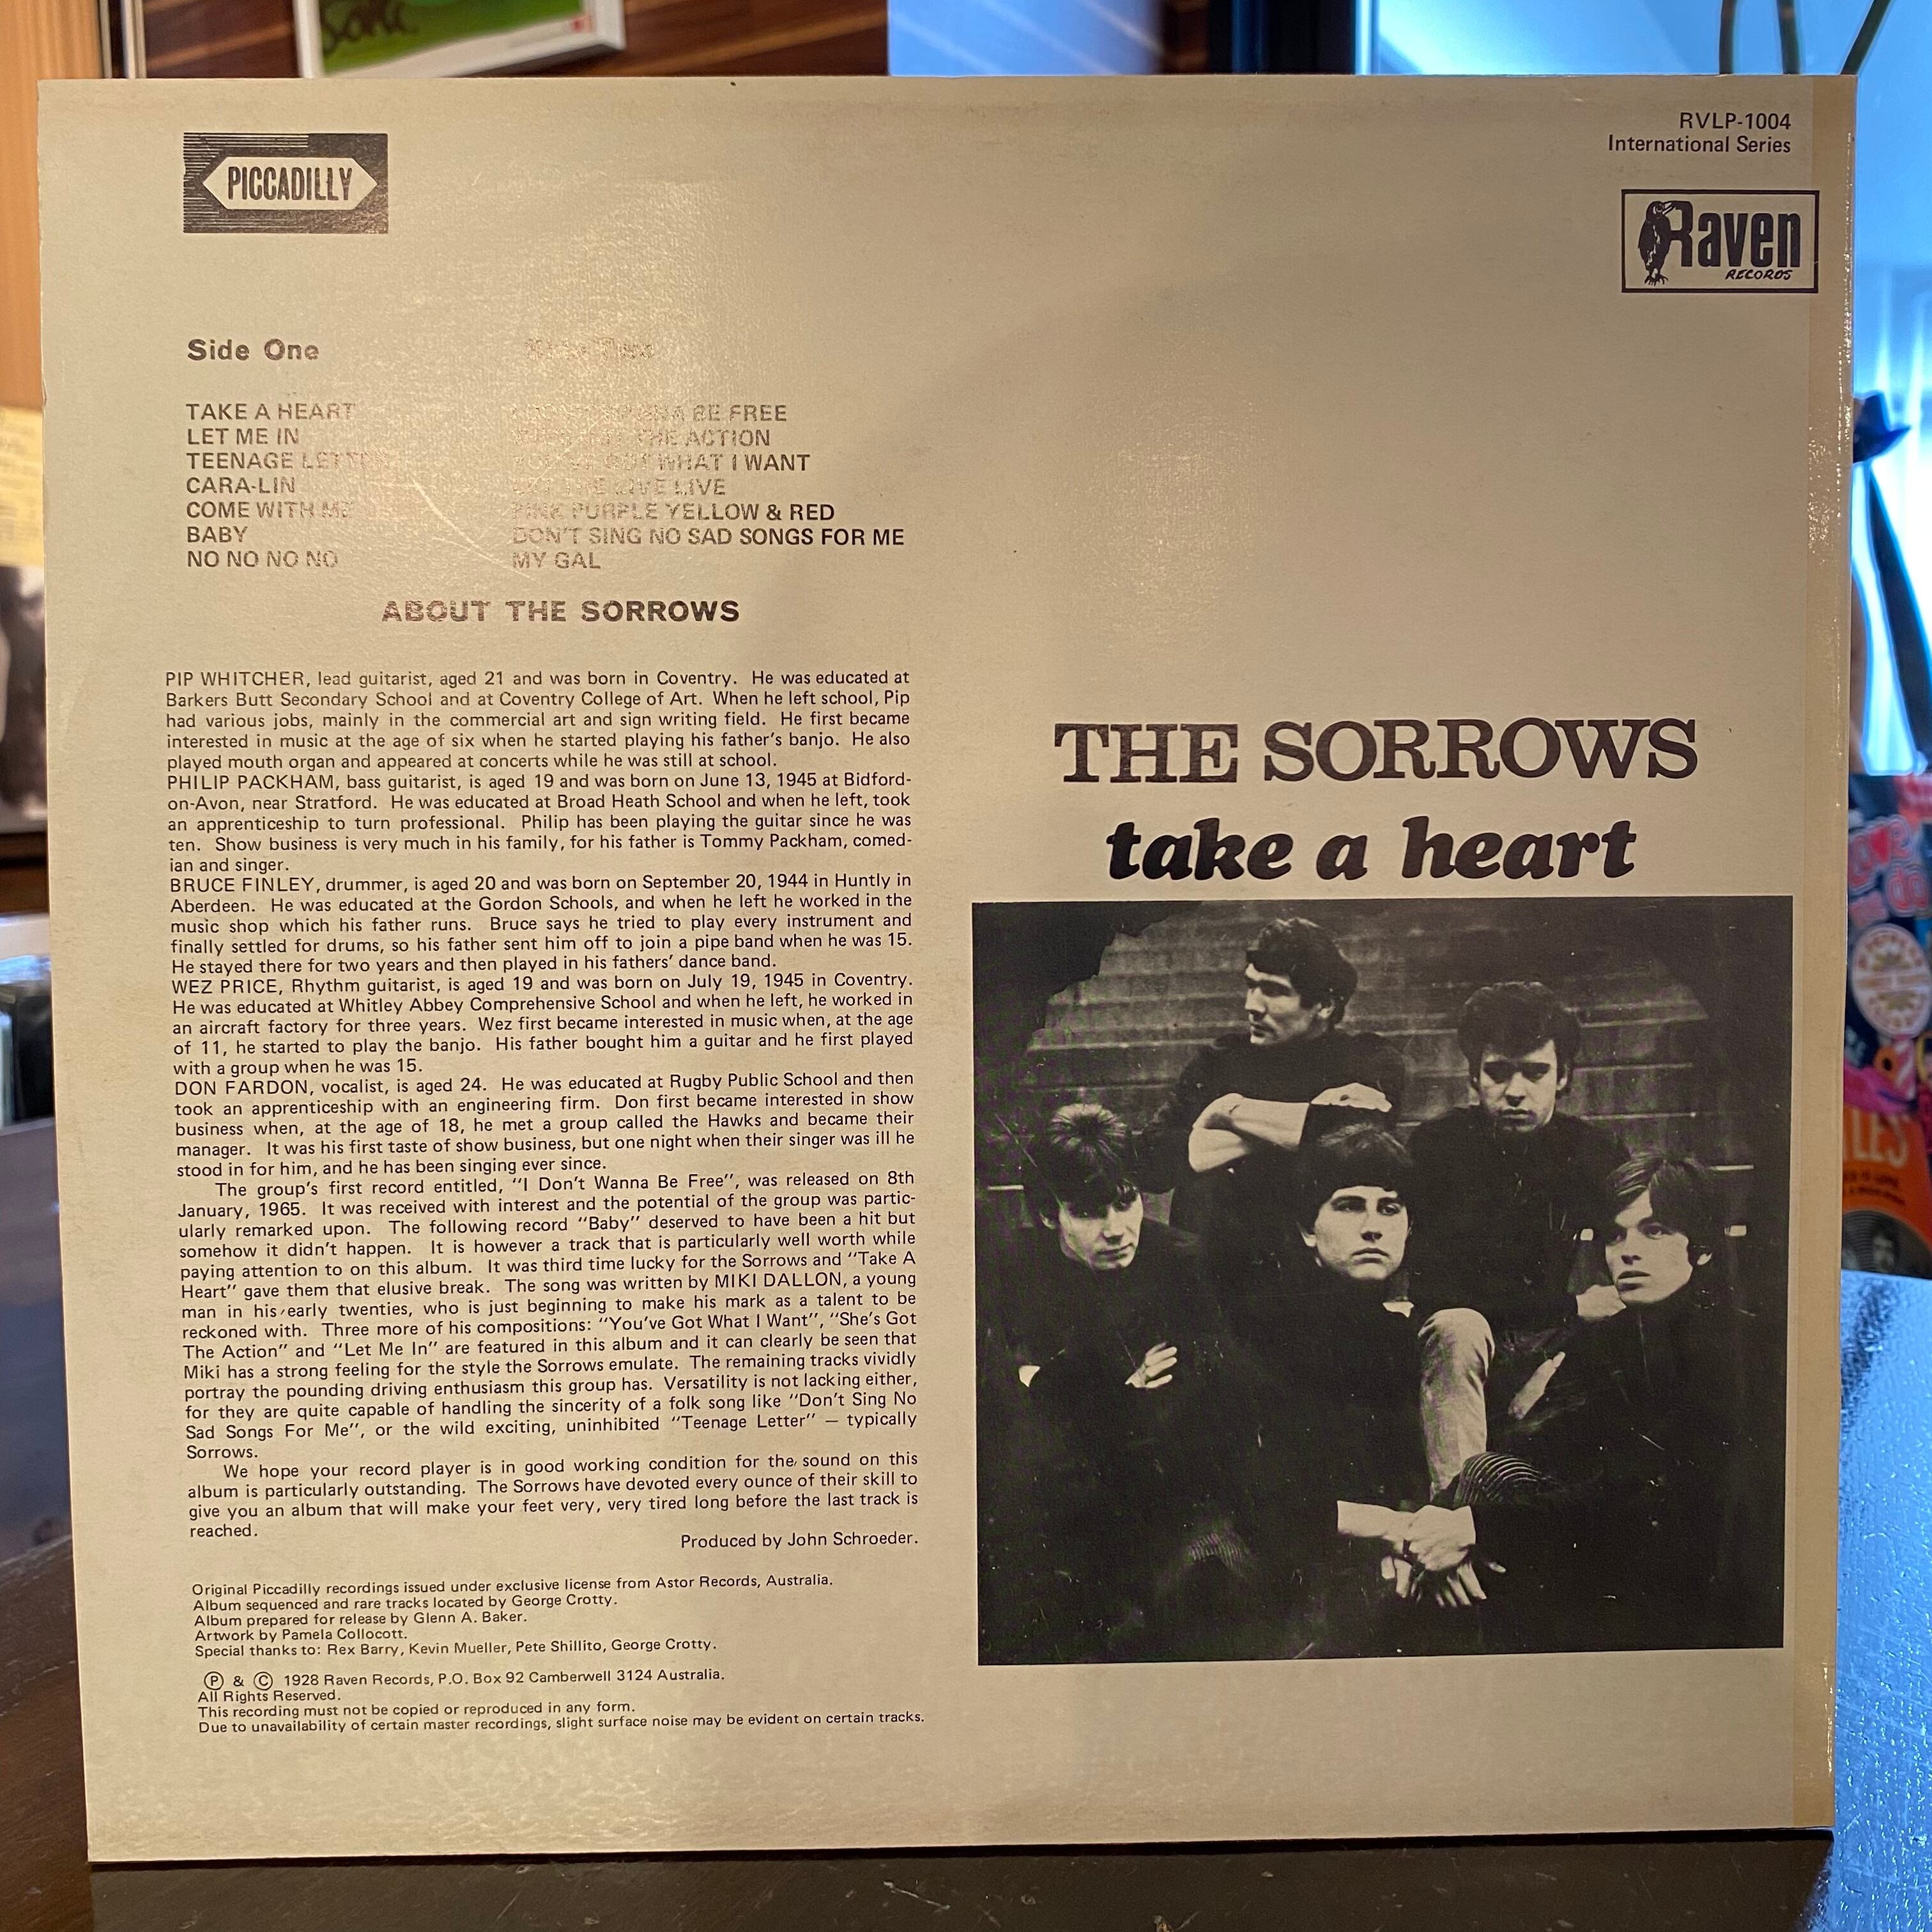 Sona
PICCADILLY
RVLP-1004
International Series
Raven
RECORDS
Side One
Side Two
TAKE A HEART
LET ME IN
TEENAGE LETTER
CARA-LIN
COME WITH ME
BABY
NO NO NO NO
WANNA BE FREE
THE ACTION
YOU'VE GOT WHAT I WANT
LET THE LIVE LIVE
PINK PURPLE YELLOW & RED
DON'T SING NO SAD SONGS FOR ME
MY GAL
ABOUT THE SORROWS
PIP WHITCHER, lead guitarist, aged 21 and was born in Coventry. He was educated at
Barkers Butt Secondary School and at Coventry College of Art. When he left school, Pip
had various jobs, mainly in the commercial art and sign writing field. He first became
interested in music at the age of six when he started playing his father's banjo. He also
played mouth organ and appeared at concerts while he was still at school.
PHILIP PACKHAM, bass guitarist, is aged 19 and was born on June 13, 1945 at Bidford-
on-Avon, near Stratford. He was educated at Broad Heath School and when he left, took
an apprenticeship to turn professional. Philip has been playing the guitar since he was
ten. Show business is very much in his family, for his father is Tommy Packham, comed-
ian and singer.
BRUCE FINLEY, drummer, is aged 20 and was born on September 20, 1944 in Huntly in
Aberdeen. He was educated at the Gordon Schools, and when he left he worked in the
music shop which his father runs. Bruce says he tried to play every instrument and
finally settled for drums, so his father sent him off to join a pipe band when he was 15.
He stayed there for two years and then played in his fathers' dance band.
WEZ PRICE, Rhythm guitarist, is aged 19 and was born on July 19, 1945 in Coventry.
He was educated at Whitley Abbey Comprehensive School and when he left, he worked in
an aircraft factory for three years. Wez first became interested in music when, at the age
of 11, he started to play the banjo. His father bought him a guitar and he first played
with a group when he was 15.
DON FARDON, vocalist, is aged 24. He was educated at Rugby Public School and then
took an apprenticeship with an engineering firm. Don first became interested in show
business when, at the age of 18, he met a group called the Hawks and became their
manager. It was his first taste of show business, but one night when their singer was ill he
stood in for him, and he has been singing ever since.
The group's first record entitled, "I Don't Wanna Be Free", was released on 8th
January, 1965. It was received with interest and the potential of the group was partic-
ularly remarked upon. The following record "Baby" deserved to have been a hit but
somehow it didn't happen. It is however a track that is particularly well worth while
paying attention to on this album. It was third time lucky for the Sorrows and "Take A
Heart" gave them that elusive break. The song was written by MIKI DALLON, a young
man in his early twenties, who is just beginning to make his mark as a talent to be
reckoned with. Three more of his compositions: "You've Got What I Want", "She's Got
The Action" and "Let Me In" are featured in this album and it can clearly be seen that
Miki has a strong feeling for the style the Sorrows emulate. The remaining tracks vividly
portray the pounding driving enthusiasm this group has. Versatility is not lacking either,
for they are quite capable of handling the sincerity of a folk song like "Don't Sing No
Sad Songs For Me", or the wild exciting, uninhibited "Teenage Letter" — typically
Sorrows.
We hope your record player is in good working condition for the sound on this
album is particularly outstanding. The Sorrows have devoted every ounce of their skill to
give you an album that will make your feet very, very tired long before the last track is
reached.
Produced by John Schroeder.
Original Piccadilly recordings issued under exclusive license from Astor Records, Australia.
Album sequenced and rare tracks located by George Crotty.
Album prepared for release by Glenn A. Baker.
Artwork by Pamela Collocott.
Special thanks to: Rex Barry, Kevin Mueller, Pete Shillito, George Crotty.
Ⓟ & © 1928 Raven Records, P.O. Box 92 Camberwell 3124 Australia.
All Rights Reserved.
This recording must not be copied or reproduced in any form.
Due to unavailability of certain master recordings, slight surface noise may be evident on certain tracks.
THE SORROWS
take a heart